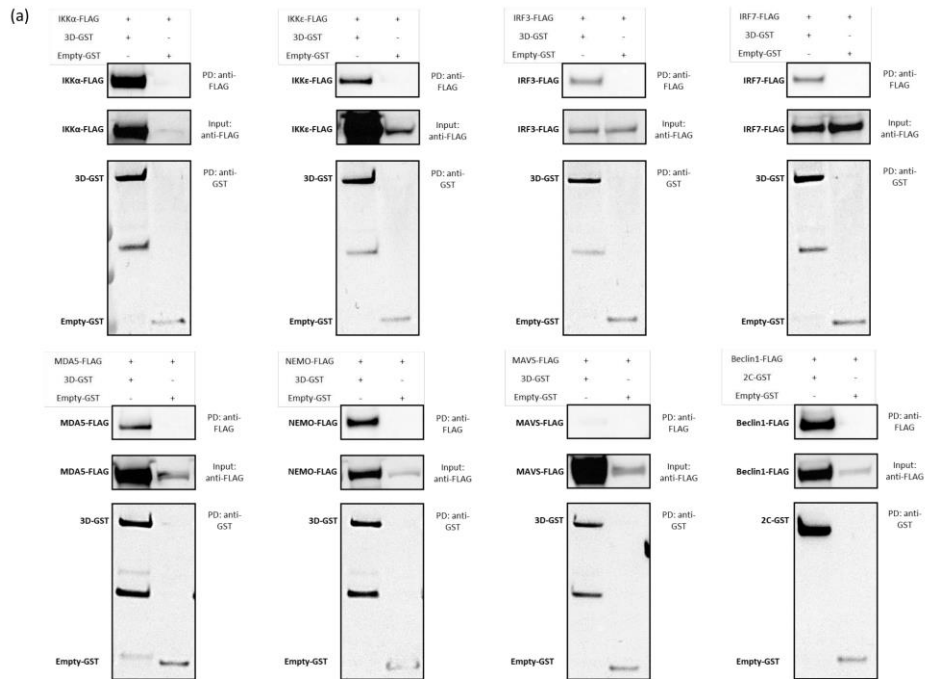 (a)
IKKα-FLAG + +
3D-GST + -
Empty-GST - +
IKKα-FLAG PD: anti-FLAG
IKKα-FLAG Input: anti-FLAG
3D-GST PD: anti-GST
Empty-GST
IKKε-FLAG + +
3D-GST + -
Empty-GST - +
IKKε-FLAG PD: anti-FLAG
IKKε-FLAG Input: anti-FLAG
3D-GST PD: anti-GST
Empty-GST
IRF3-FLAG + +
3D-GST + -
Empty-GST - +
IRF3-FLAG PD: anti-FLAG
IRF3-FLAG Input: anti-FLAG
3D-GST PD: anti-GST
Empty-GST
IRF7-FLAG + +
3D-GST + -
Empty-GST - +
IRF7-FLAG PD: anti-FLAG
IRF7-FLAG Input: anti-FLAG
3D-GST PD: anti-GST
Empty-GST
MDA5-FLAG + +
3D-GST + -
Empty-GST - +
MDA5-FLAG PD: anti-FLAG
MDA5-FLAG Input: anti-FLAG
3D-GST PD: anti-GST
Empty-GST
NEMO-FLAG + +
3D-GST + -
Empty-GST - +
NEMO-FLAG PD: anti-FLAG
NEMO-FLAG Input: anti-FLAG
3D-GST PD: anti-GST
Empty-GST
MAVS-FLAG + +
3D-GST + -
Empty-GST - +
MAVS-FLAG PD: anti-FLAG
MAVS-FLAG Input: anti-FLAG
3D-GST PD: anti-GST
Empty-GST
Beclin1-FLAG + +
2C-GST + -
Empty-GST - +
Beclin1-FLAG PD: anti-FLAG
Beclin1-FLAG Input: anti-FLAG
2C-GST PD: anti-GST
Empty-GST